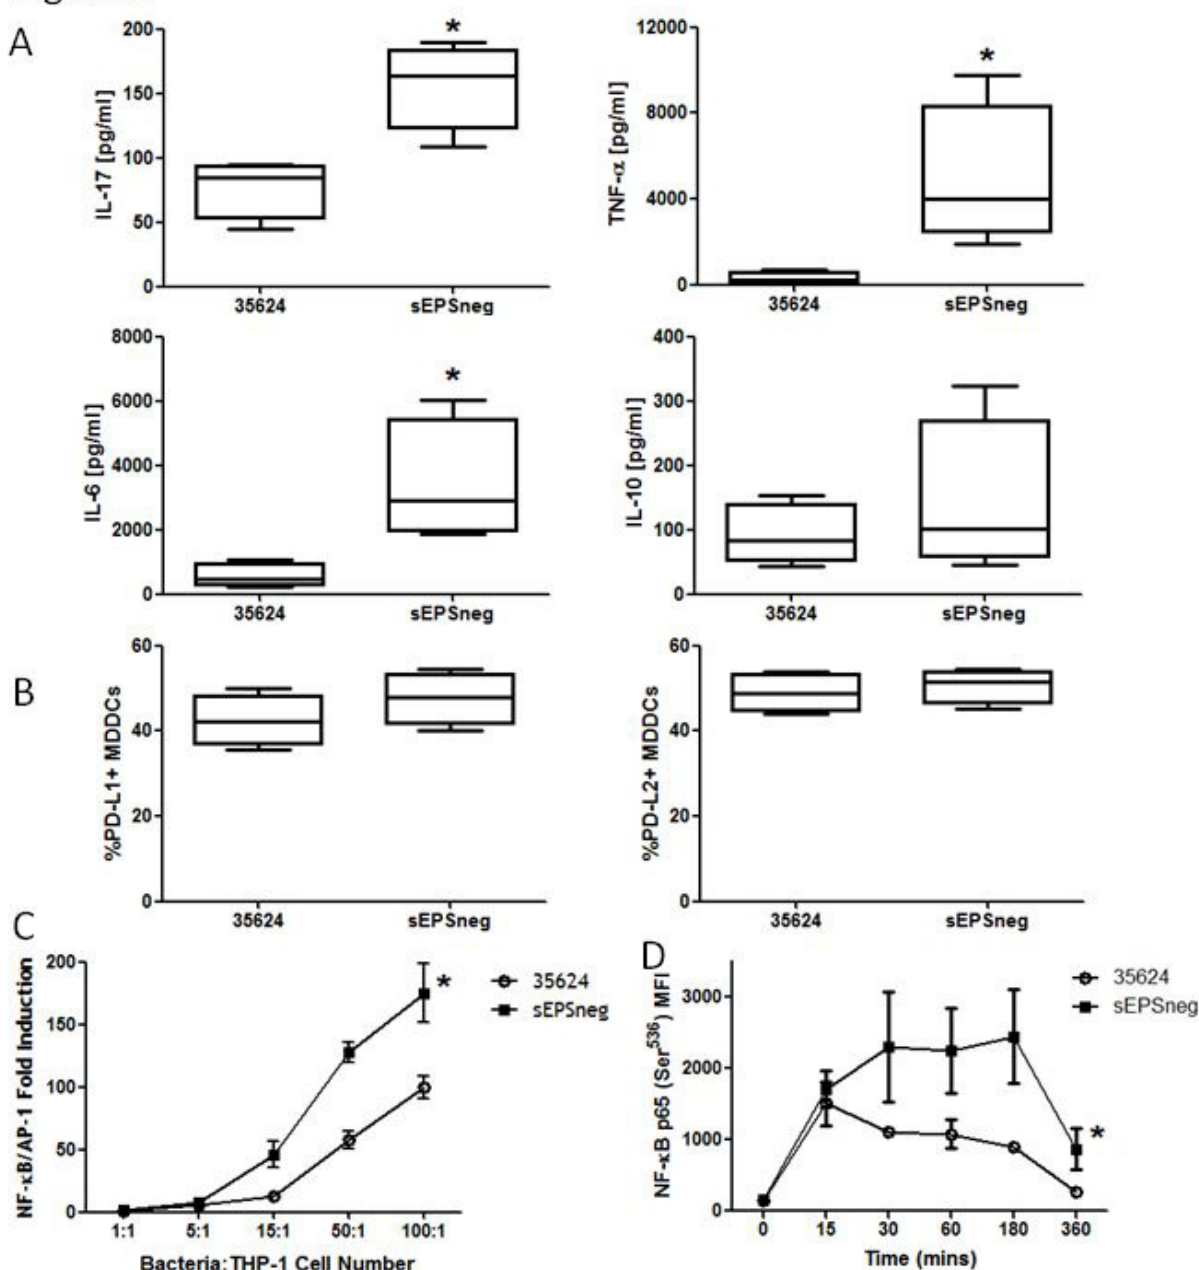 A
IL-17 [pg/ml]
200
150
100
50
0
*
35624
sEPSneg
TNF-α [pg/ml]
12000
8000
4000
0
*
35624
sEPSneg
IL-6 [pg/ml]
8000
6000
4000
2000
0
*
35624
sEPSneg
IL-10 [pg/ml]
400
300
200
100
0
35624
sEPSneg
B
%PD-L1+ MDDCs
60
40
20
0
35624
sEPSneg
%PD-L2+ MDDCs
60
40
20
0
35624
sEPSneg
C
NF-κB/AP-1 Fold Induction
200
150
100
50
0
*
35624
sEPSneg
1:1 5:1 15:1 50:1 100:1
Bacteria:THP-1 Cell Number
D
NF-κB p65 (Ser536) MFI
3000
2000
1000
0
35624
sEPSneg
*
0 15 30 60 180 360
Time (mins)